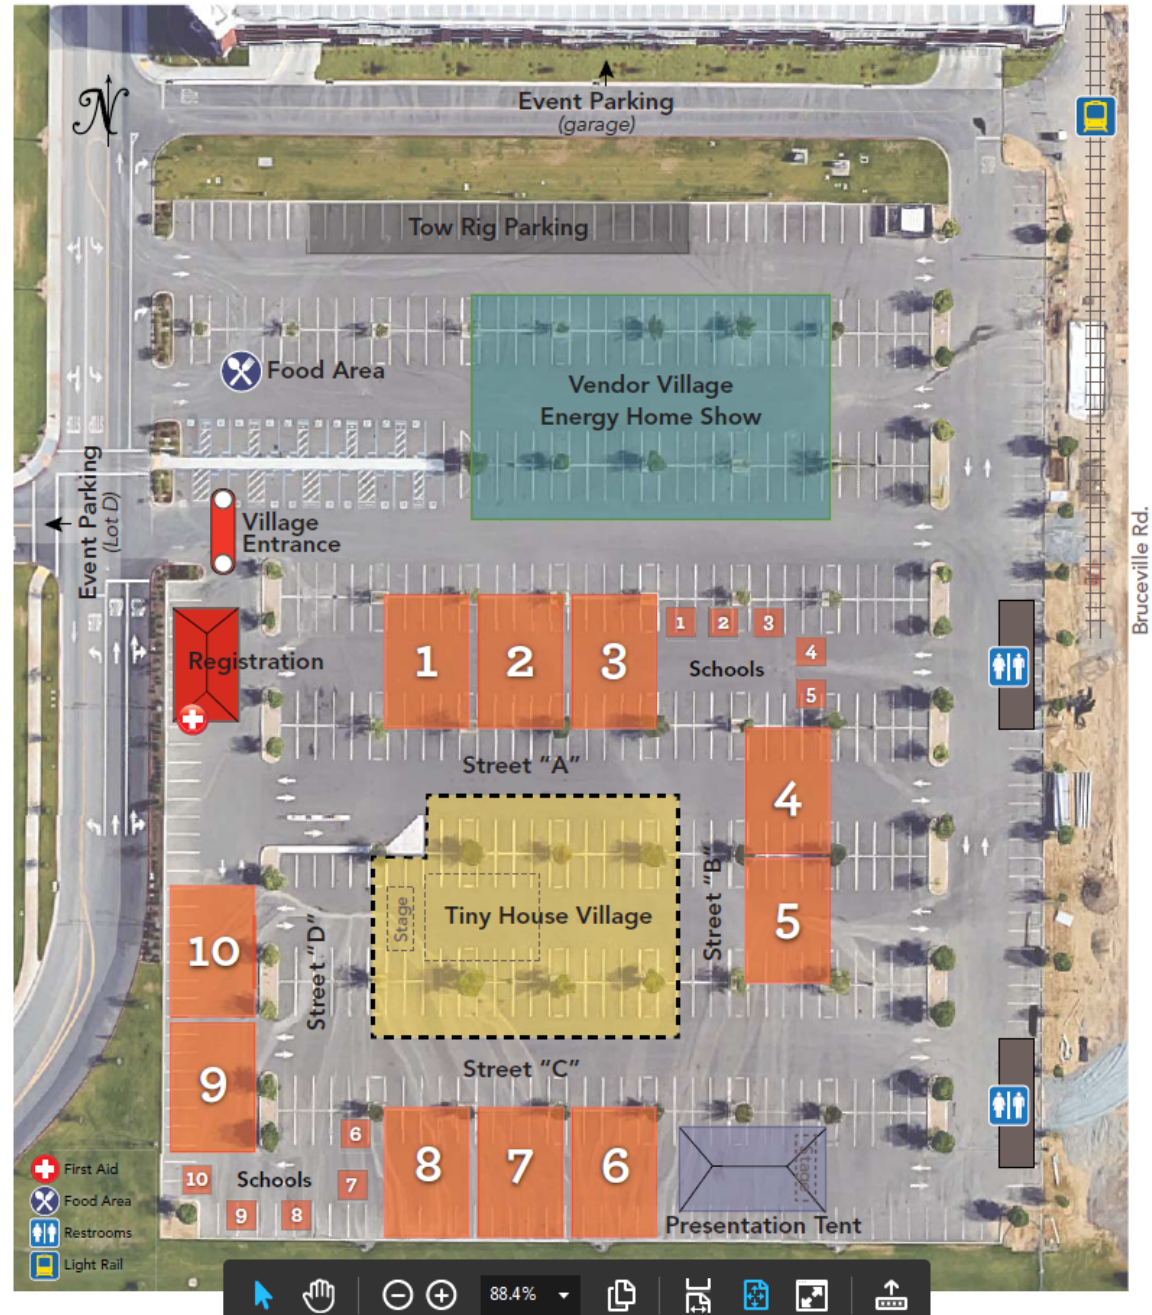 N
Event Parking
(garage)
Tow Rig Parking
Food Area
Vendor Village
Energy Home Show
Event Parking
(Lot D)
Village
Entrance
Bruceville Rd.
Registration
1
2
3
1
2
3
4
5
Schools
Street "A"
4
5
Street "B"
Tiny House Village
Stage
Street "D"
10
9
Street "C"
6
7
8
9
10
Schools
8
7
6
Stage
Presentation Tent
First Aid
Food Area
Restrooms
Light Rail
88.4%